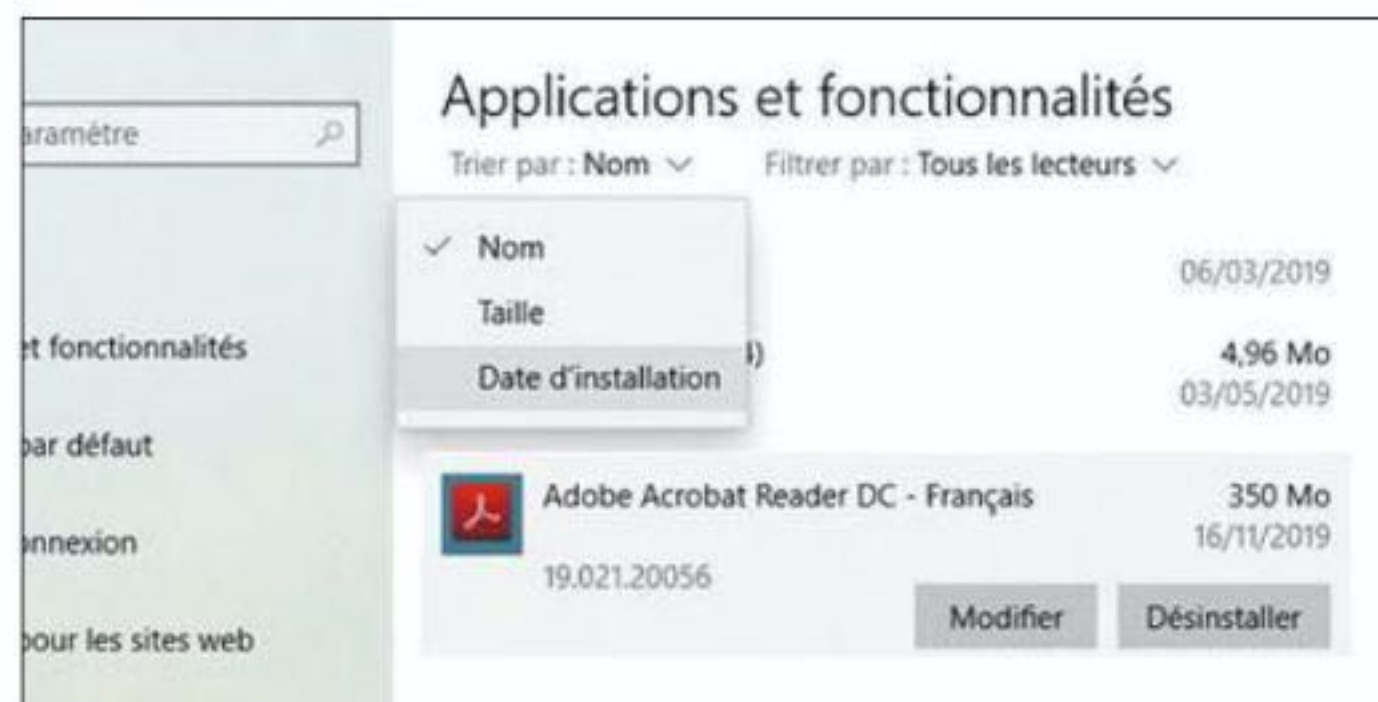 Applications et fonctionnalités
aramètre
Trier par : Nom
Filtrer par : Tous les lecteurs
Nom
Taille
Date d'installation
06/03/2019
4)
4,96 Mo
03/05/2019
et fonctionnalités
par défaut
onnexion
pour les sites web
Adobe Acrobat Reader DC - Français
350 Mo
16/11/2019
19.021.20056
Modifier
Désinstaller